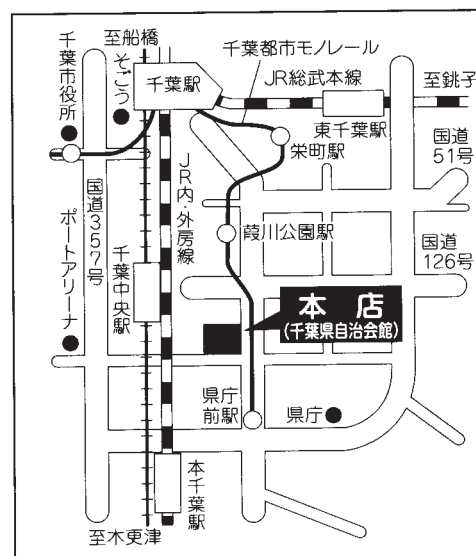 至船橋
千葉都市モノレール
千葉市役所
そごう
千葉駅
JR総武本線
至銚子
東千葉駅
栄町駅
国道
51号
国道357号
JR内・外房線
葭川公園駅
国道
126号
ポートアリーナ
千葉中央駅
本店
(千葉県自治会館)
県庁
前駅
県庁
本千葉駅
至木更津